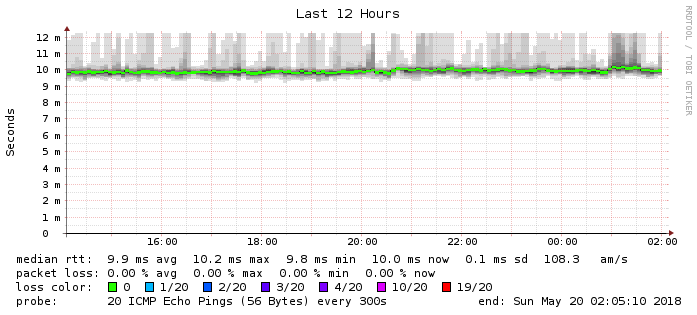 Last 12 Hours
RRDTOOL / TOBI OETIKER
Seconds
12 m
11 m
10 m
9 m
8 m
7 m
6 m
5 m
4 m
3 m
2 m
1 m
0
16:00 18:00 20:00 22:00 00:00 02:00
median rtt: 9.9 ms avg 10.2 ms max 9.8 ms min 10.0 ms now 0.1 ms sd 108.3 am/s
packet loss: 0.00 % avg 0.00 % max 0.00 % min 0.00 % now
loss color: 0 1/20 2/20 3/20 4/20 10/20 19/20
probe: 20 ICMP Echo Pings (56 Bytes) every 300s end: Sun May 20 02:05:10 2018